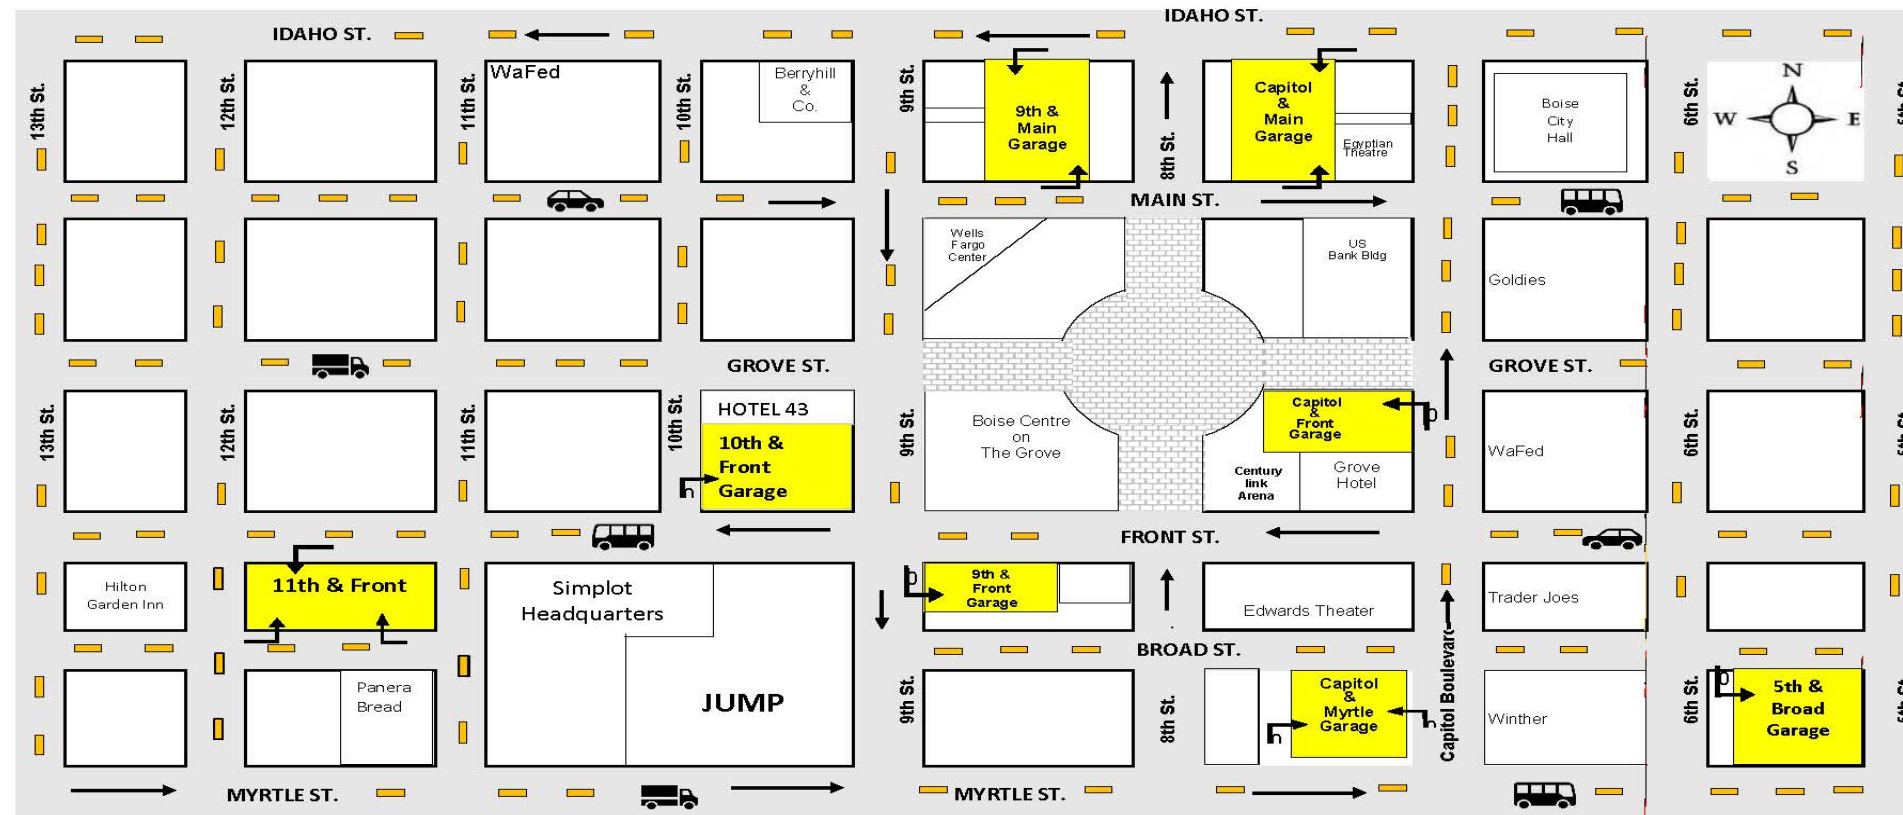 IDAHO ST.
IDAHO ST.
13th St.
12th St.
11th St.
WaFed
10th St.
Berryhill
&
Co.
9th St.
9th &
Main
Garage
8th St.
Capitol
&
Main
Garage
Egyptian
Theatre
Boise
City
Hall
6th St.
N
W
E
S
5th St.
MAIN ST.
Wells
Fargo
Center
US
Bank Bldg
Goldies
GROVE ST.
GROVE ST.
13th St.
12th St.
11th St.
10th St.
HOTEL 43
10th &
Front
Garage
9th St.
Boise Centre
on
The Grove
Capitol
&
Front
Garage
Century
link
Arena
Grove
Hotel
WaFed
6th St.
5th St.
FRONT ST.
Hilton
Garden Inn
11th & Front
Simplot
Headquarters
9th &
Front
Garage
Edwards Theater
Trader Joes
BROAD ST.
Panera
Bread
JUMP
9th St.
8th St.
Capitol
&
Myrtle
Garage
Capitol Boulevard
Winther
6th St.
5th &
Broad
Garage
5th St.
MYRTLE ST.
MYRTLE ST.